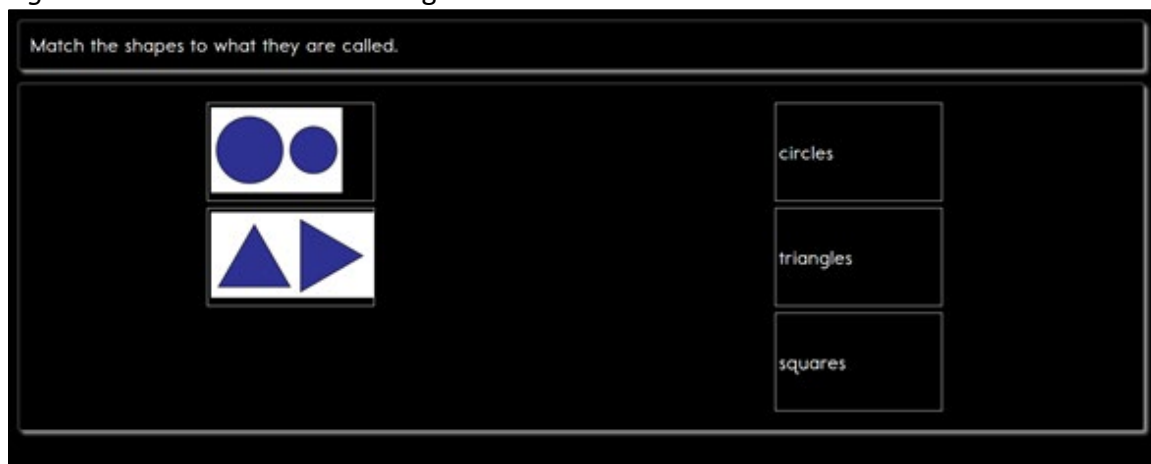 Match the shapes to what they are called.
circles
triangles
squares